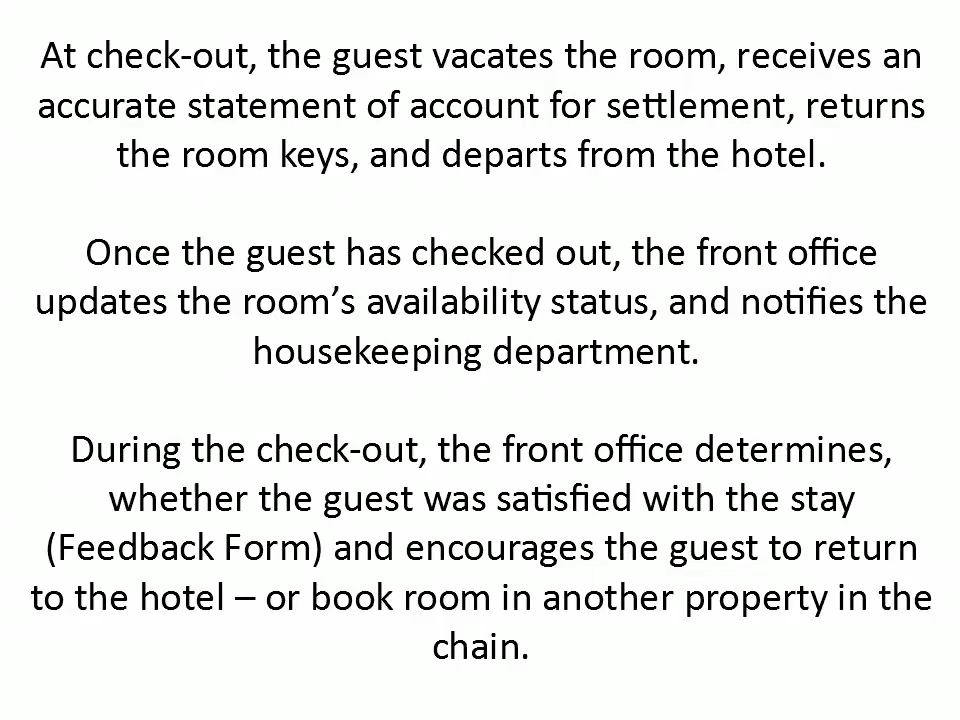 At check-out, the guest vacates the room, receives an
accurate statement of account for settlement, returns
the room keys, and departs from the hotel.
Once the guest has checked out, the front office
updates the room’s availability status, and notifies the
housekeeping department.
During the check-out, the front office determines,
whether the guest was satisfied with the stay
(Feedback Form) and encourages the guest to return
to the hotel – or book room in another property in the
chain.